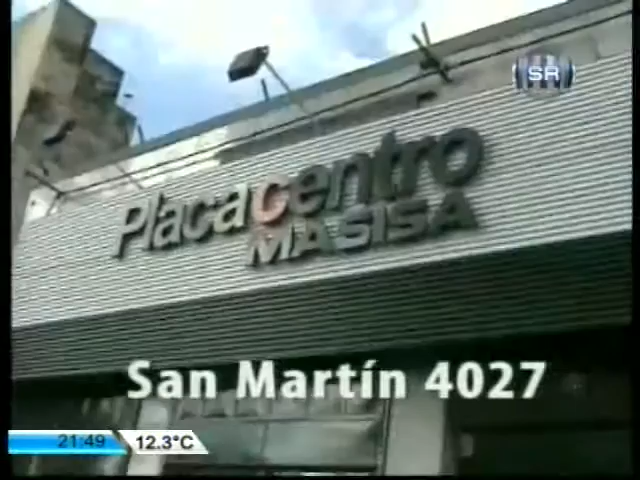 SR
Placacentro
MASISA
San Martín 4027
21:49 12.3°C